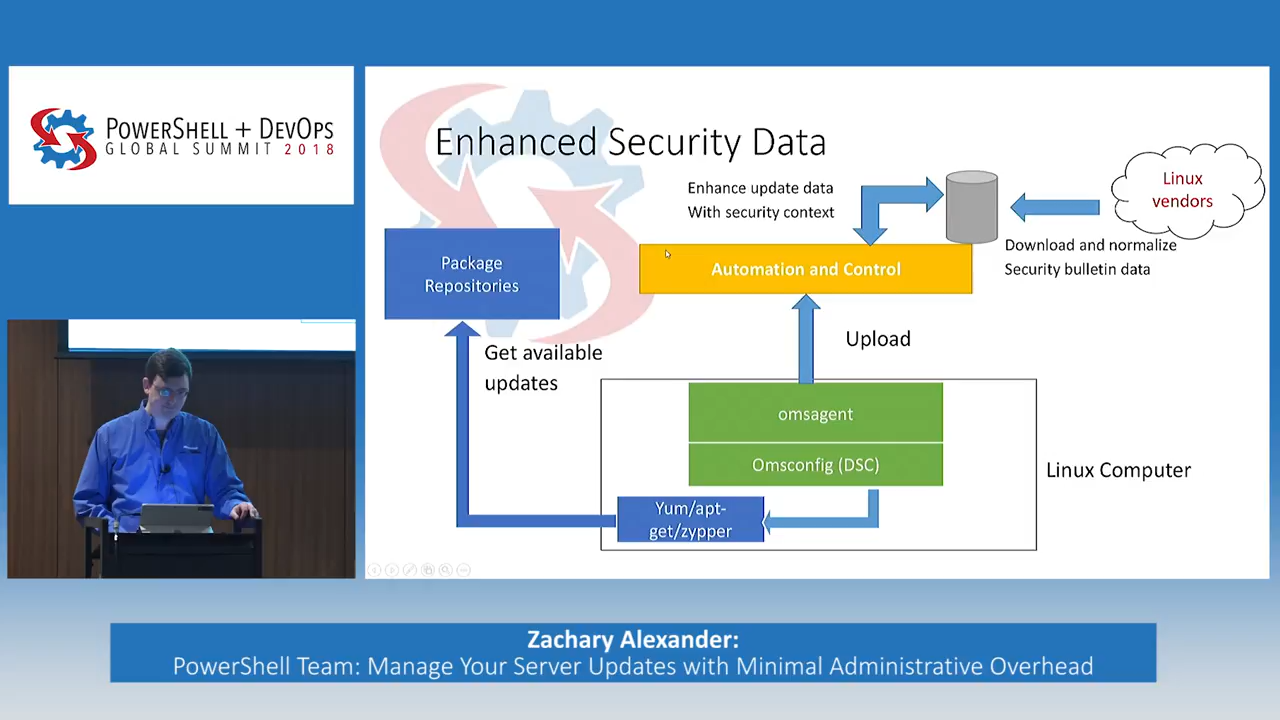 POWERSHELL + DEVOPS
GLOBAL SUMMIT 2018
Enhanced Security Data
Enhance update data
With security context
Linux
vendors
Download and normalize
Security bulletin data
Package
Repositories
Automation and Control
Get available
updates
Upload
omsagent
Omsconfig (DSC)
Linux Computer
Yum/apt-
get/zypper
Zachary Alexander:
PowerShell Team: Manage Your Server Updates with Minimal Administrative Overhead